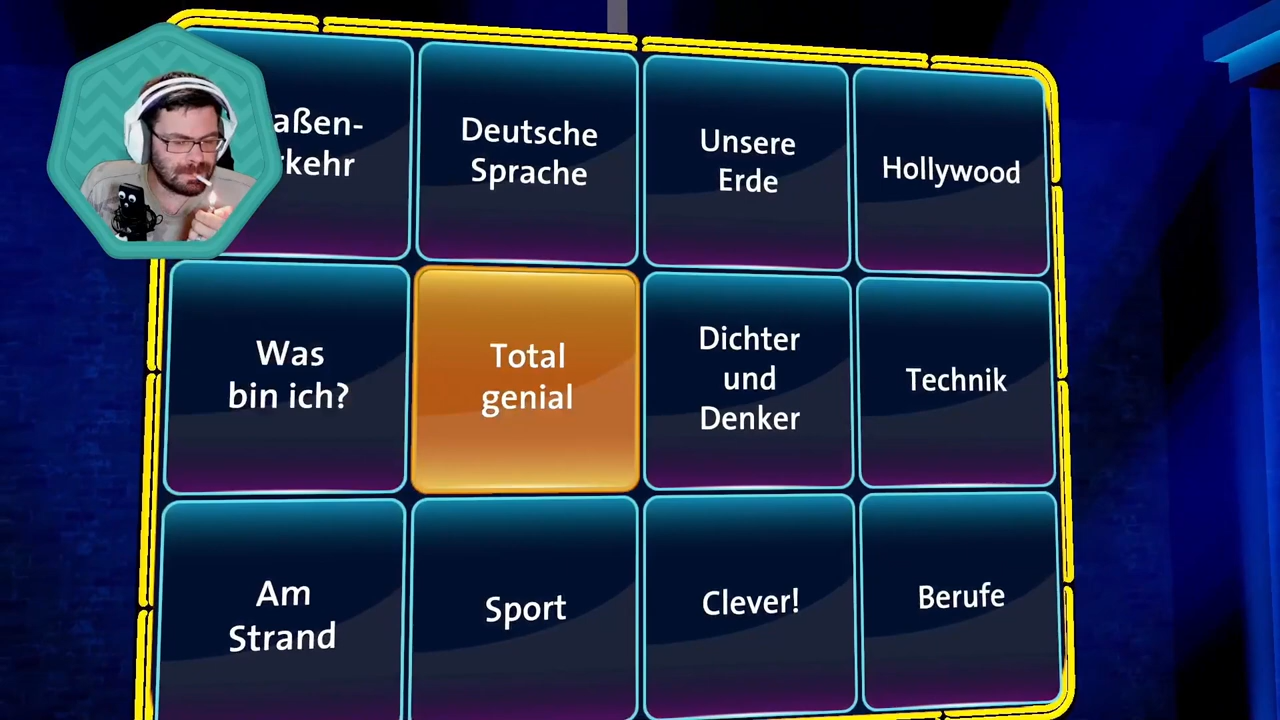 Deutsche
Sprache
Unsere
Erde
Hollywood
Was
bin ich?
Total
genial
Dichter
und
Denker
Technik
Am
Strand
Sport
Clever!
Berufe